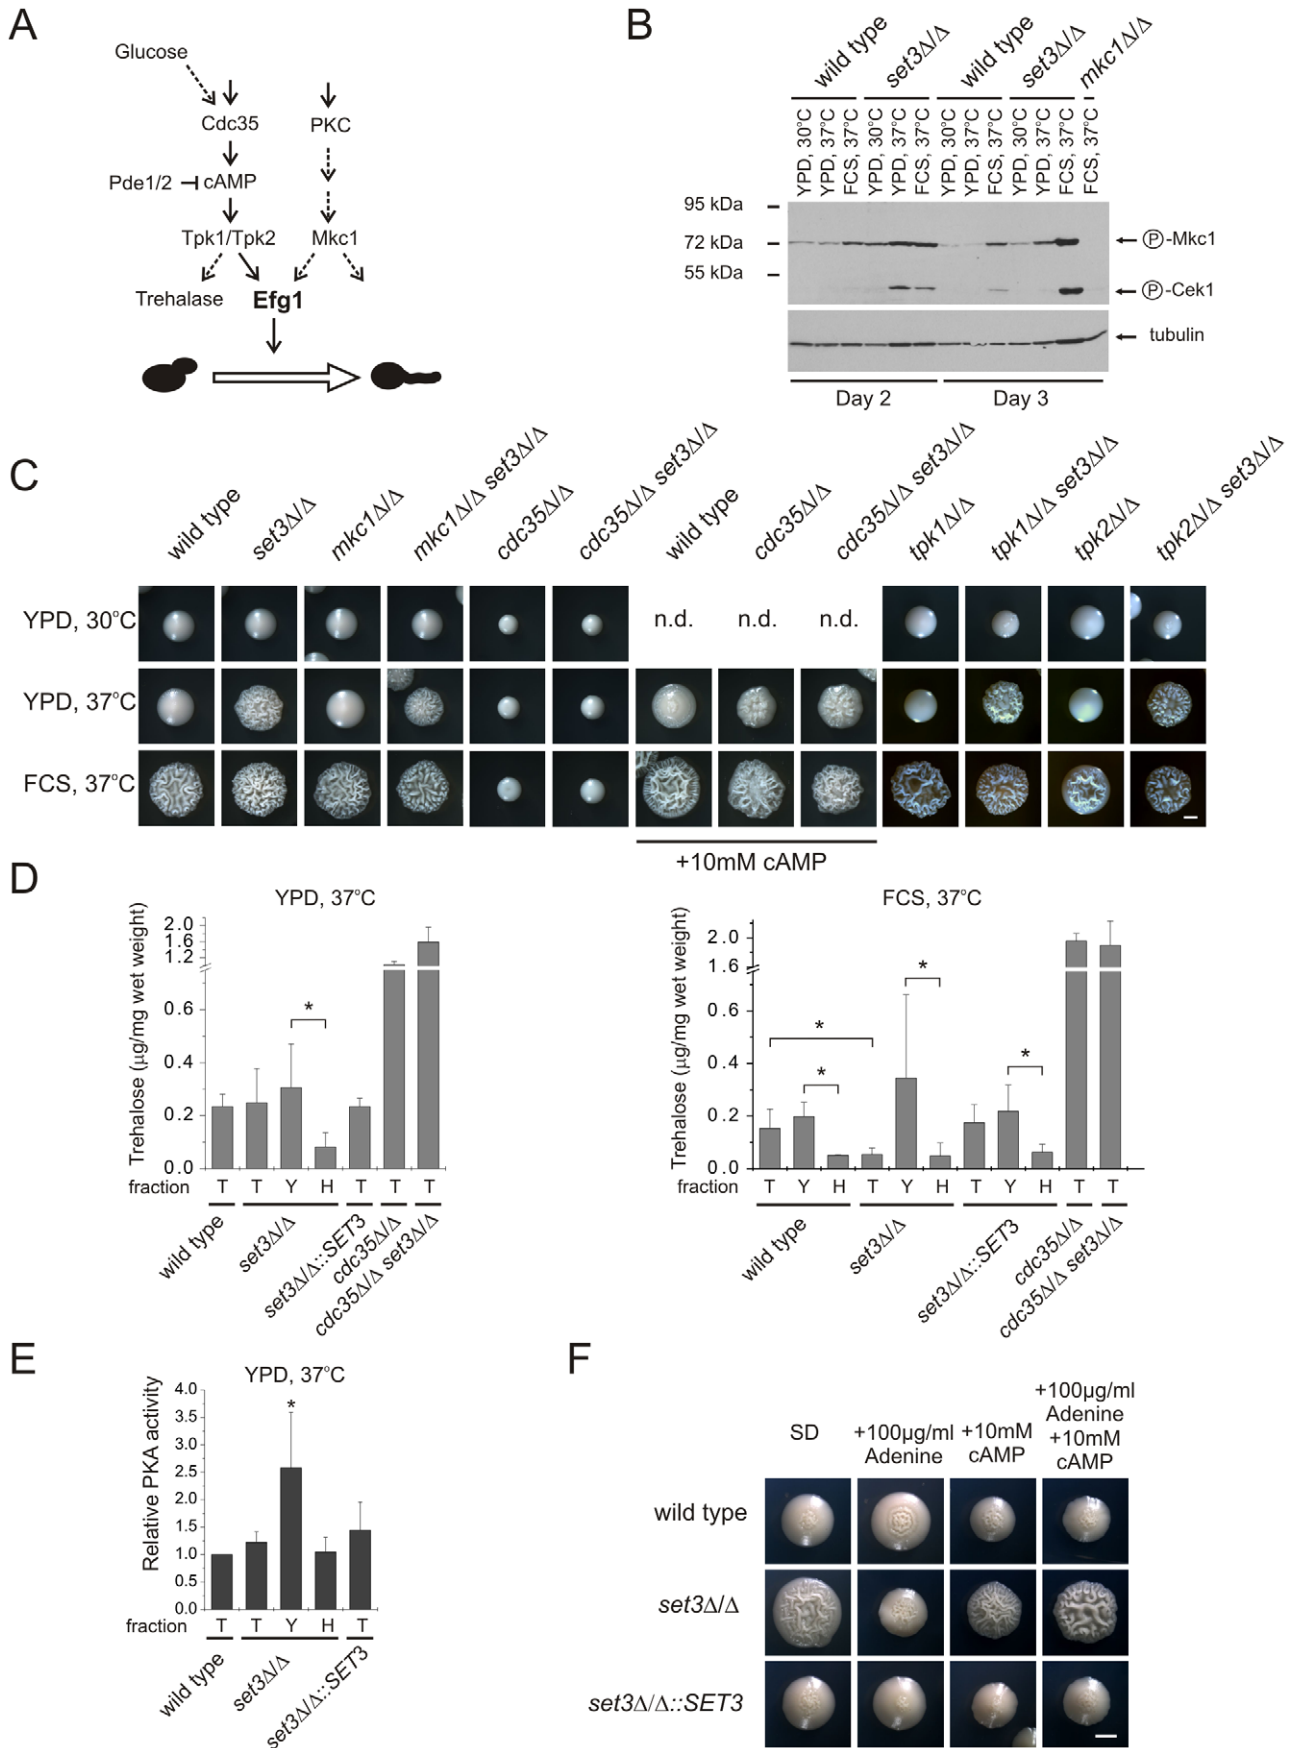 A
Glucose
Cdc35
PKC
Pde1/2
cAMP
Tpk1/Tpk2
Mkc1
Trehalase
Efg1
B
wild type
set3Δ/Δ
wild type
set3Δ/Δ
mkc1Δ/Δ
YPD, 30°C
YPD, 37°C
FCS, 37°C
YPD, 30°C
YPD, 37°C
FCS, 37°C
YPD, 30°C
YPD, 37°C
FCS, 37°C
YPD, 30°C
YPD, 37°C
FCS, 37°C
FCS, 37°C
95 kDa
72 kDa
55 kDa
P-Mkc1
P-Cek1
tubulin
Day 2
Day 3
C
wild type
set3Δ/Δ
mkc1Δ/Δ
mkc1Δ/Δ set3Δ/Δ
cdc35Δ/Δ
cdc35Δ/Δ set3Δ/Δ
wild type
cdc35Δ/Δ
cdc35Δ/Δ set3Δ/Δ
tpk1Δ/Δ
tpk1Δ/Δ set3Δ/Δ
tpk2Δ/Δ
tpk2Δ/Δ set3Δ/Δ
YPD, 30°C
n.d. n.d. n.d.
YPD, 37°C
FCS, 37°C
+10mM cAMP
D
YPD, 37°C
Trehalose (µg/mg wet weight)
2.0
1.6
1.2
0.6
0.4
0.2
0.0
*
fraction T T Y H T T T
wild type
set3Δ/Δ
set3Δ/Δ::SET3
cdc35Δ/Δ
cdc35Δ/Δ set3Δ/Δ
FCS, 37°C
Trehalose (µg/mg wet weight)
2.0
1.6
0.6
0.4
0.2
0.0
*
*
*
*
fraction T Y H T Y H T Y H T T
wild type
set3Δ/Δ
set3Δ/Δ::SET3
cdc35Δ/Δ
cdc35Δ/Δ set3Δ/Δ
E
YPD, 37°C
Relative PKA activity
4.0
3.5
3.0
2.5
2.0
1.5
1.0
0.5
0.0
*
fraction T T Y H T
wild type
set3Δ/Δ
set3Δ/Δ::SET3
F
SD
+100µg/ml
Adenine
+10mM
cAMP
+100µg/ml
Adenine
+10mM
cAMP
wild type
set3Δ/Δ
set3Δ/Δ::SET3